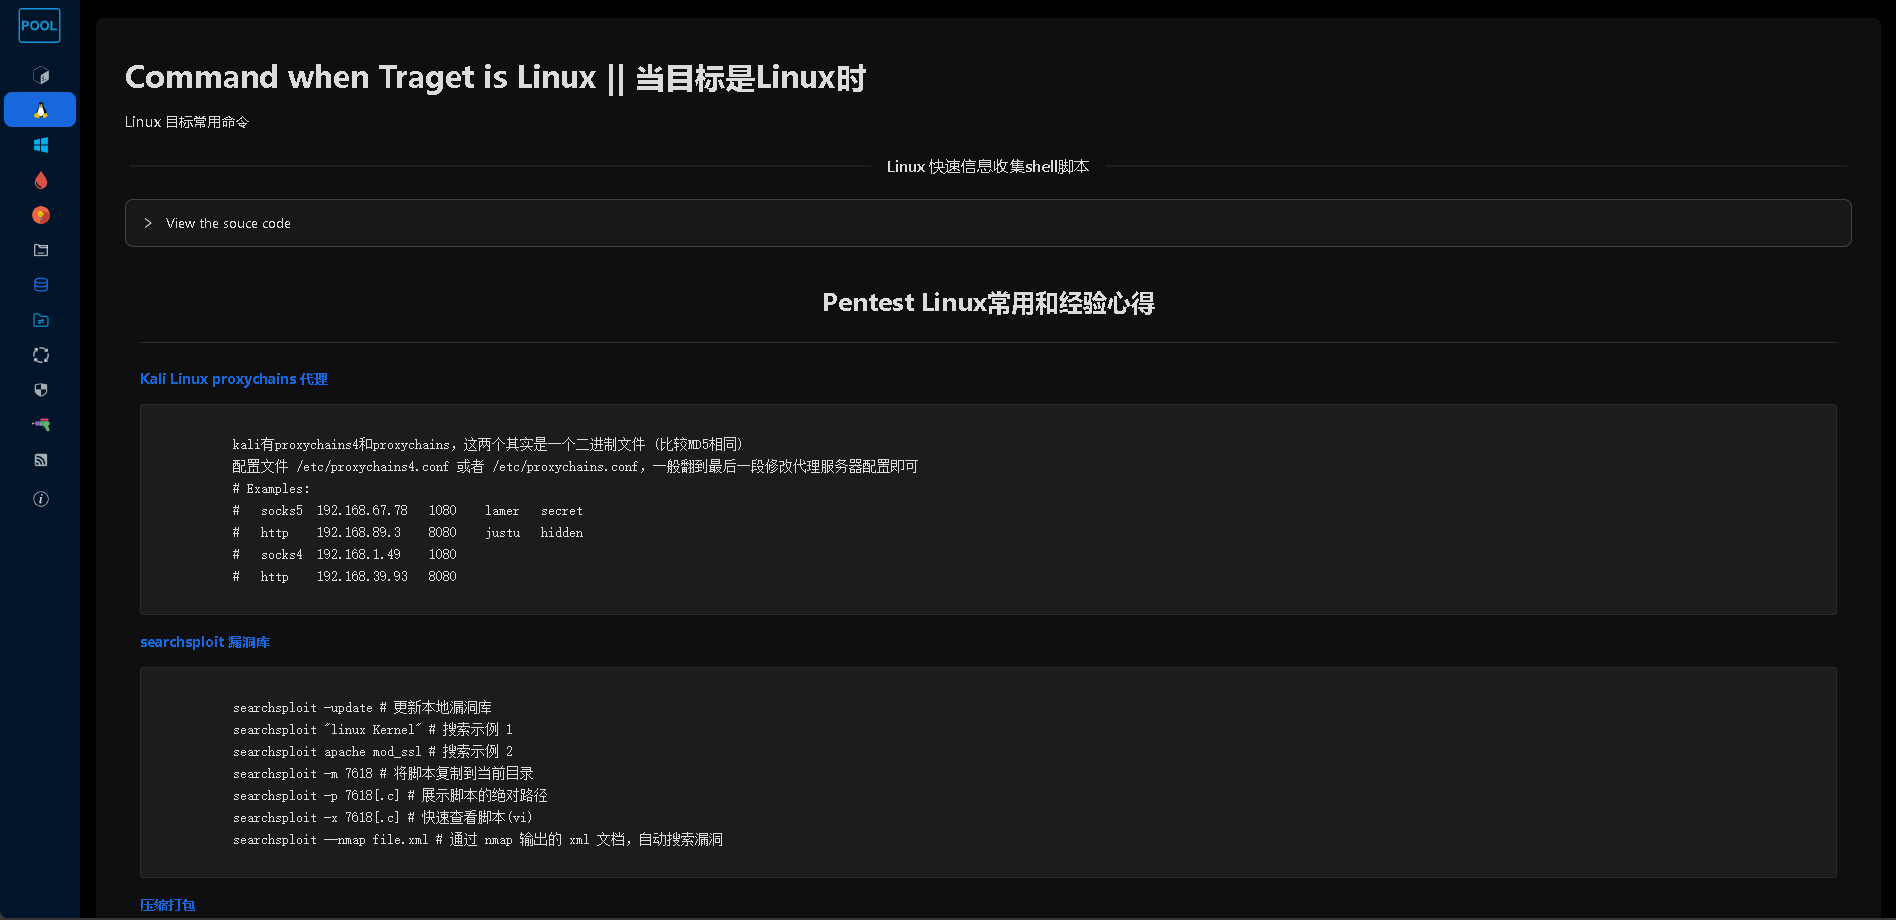 POOL
Command when Traget is Linux || 当目标是Linux时
Linux 目标常用命令
Linux 快速信息收集shell脚本
View the souce code
Pentest Linux常用和经验心得
Kali Linux proxychains 代理
kali有proxychains4和proxychains，这两个其实是一个二进制文件 (比较MD5相同)
配置文件 /etc/proxychains4.conf 或者 /etc/proxychains.conf，一般翻到最后一段修改代理服务器配置即可
# Examples:
# socks5 192.168.67.78 1080 lamer secret
# http 192.168.89.3 8080 justu hidden
# socks4 192.168.1.49 1080
# http 192.168.39.93 8080
searchsploit 漏洞库
searchsploit -update # 更新本地漏洞库
searchsploit "linux Kernel" # 搜索示例 1
searchsploit apache mod_ssl # 搜索示例 2
searchsploit -m 7618 # 将脚本复制到当前目录
searchsploit -p 7618[.c] # 展示脚本的绝对路径
searchsploit -x 7618[.c] # 快速查看脚本(vi)
searchsploit --nmap file.xml # 通过 nmap 输出的 xml 文档，自动搜索漏洞
压缩打包